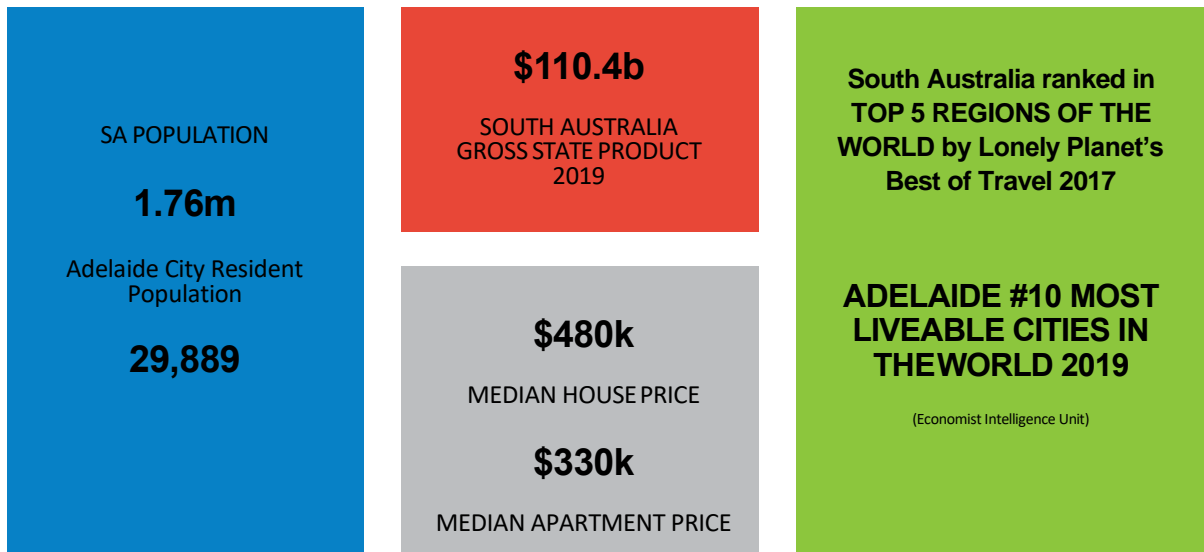 SA POPULATION
1.76m
Adelaide City Resident
Population
29,889
$110.4b
SOUTH AUSTRALIA
GROSS STATE PRODUCT
2019
$480k
MEDIAN HOUSE PRICE
$330k
MEDIAN APARTMENT PRICE
South Australia ranked in
TOP 5 REGIONS OF THE
WORLD by Lonely Planet’s
Best of Travel 2017
ADELAIDE #10 MOST
LIVEABLE CITIES IN
THEWORLD 2019
(Economist Intelligence Unit)